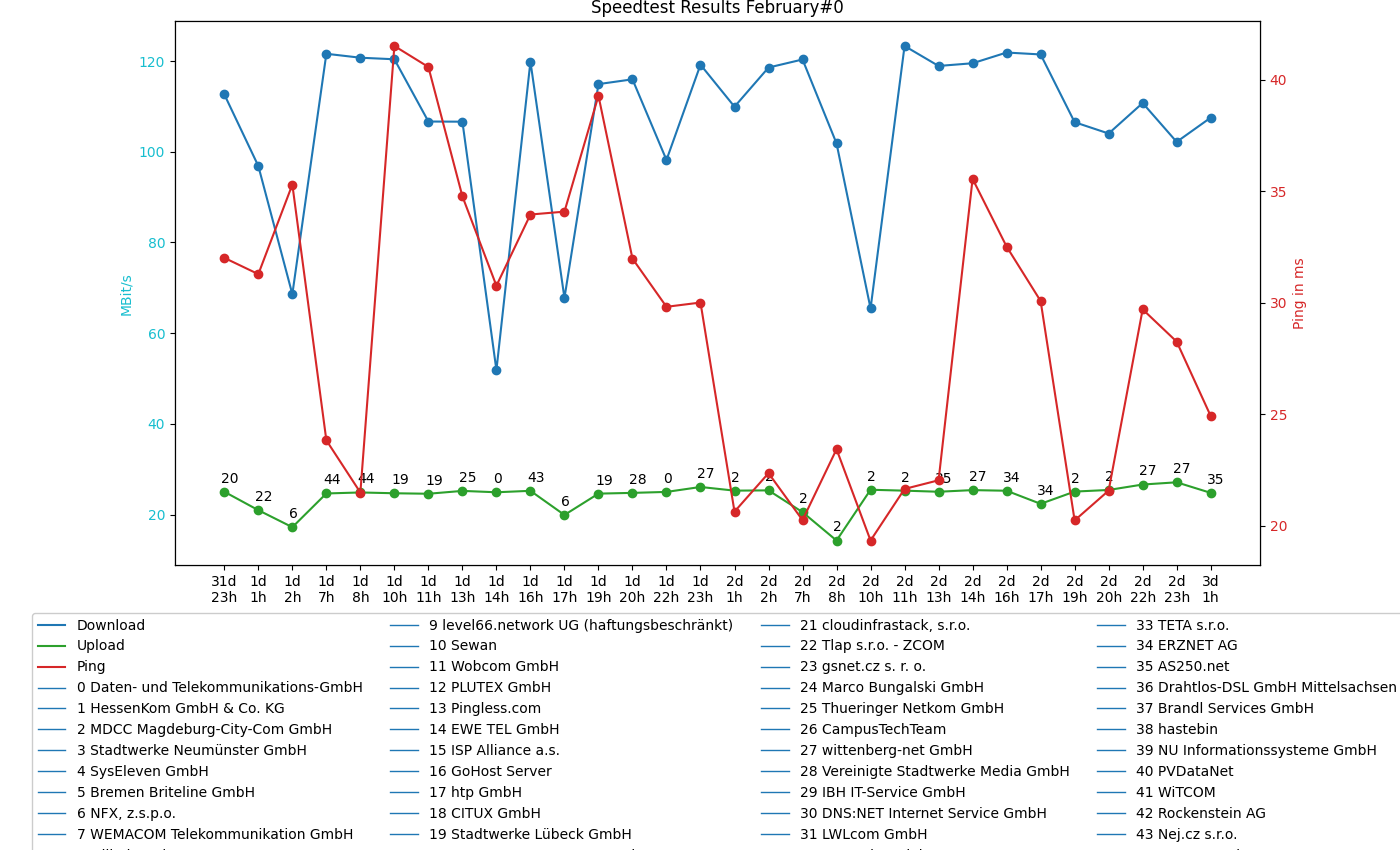 Speedtest Results February#0
120
100
80
60
40
20
MBit/s
40
35
30
25
20
Ping in ms
20 22 6 44 44 19 19 25 0 43 6 19 28 0 27 2 2 2 2 2 2 35 27 34 34 2 2 27 27 35
31d 1d 1d 1d 1d 1d 1d 1d 1d 1d 1d 1d 1d 1d 1d 2d 2d 2d 2d 2d 2d 2d 2d 2d 2d 2d 2d 2d 2d 3d
23h 1h 2h 7h 8h 10h 11h 13h 14h 16h 17h 19h 20h 22h 23h 1h 2h 7h 8h 10h 11h 13h 14h 16h 17h 19h 20h 22h 23h 1h
Download
Upload
Ping
0 Daten- und Telekommunikations-GmbH
1 HessenKom GmbH & Co. KG
2 MDCC Magdeburg-City-Com GmbH
3 Stadtwerke Neumünster GmbH
4 SysEleven GmbH
5 Bremen Briteline GmbH
6 NFX, z.s.p.o.
7 WEMACOM Telekommunikation GmbH
9 level66.network UG (haftungsbeschränkt)
10 Sewan
11 Wobcom GmbH
12 PLUTEX GmbH
13 Pingless.com
14 EWE TEL GmbH
15 ISP Alliance a.s.
16 GoHost Server
17 htp GmbH
18 CITUX GmbH
19 Stadtwerke Lübeck GmbH
21 cloudinfrastack, s.r.o.
22 Tlap s.r.o. - ZCOM
23 gsnet.cz s. r. o.
24 Marco Bungalski GmbH
25 Thueringer Netkom GmbH
26 CampusTechTeam
27 wittenberg-net GmbH
28 Vereinigte Stadtwerke Media GmbH
29 IBH IT-Service GmbH
30 DNS:NET Internet Service GmbH
31 LWLcom GmbH
33 TETA s.r.o.
34 ERZNET AG
35 AS250.net
36 Drahtlos-DSL GmbH Mittelsachsen
37 Brandl Services GmbH
38 hastebin
39 NU Informationssysteme GmbH
40 PVDataNet
41 WiTCOM
42 Rockenstein AG
43 Nej.cz s.r.o.